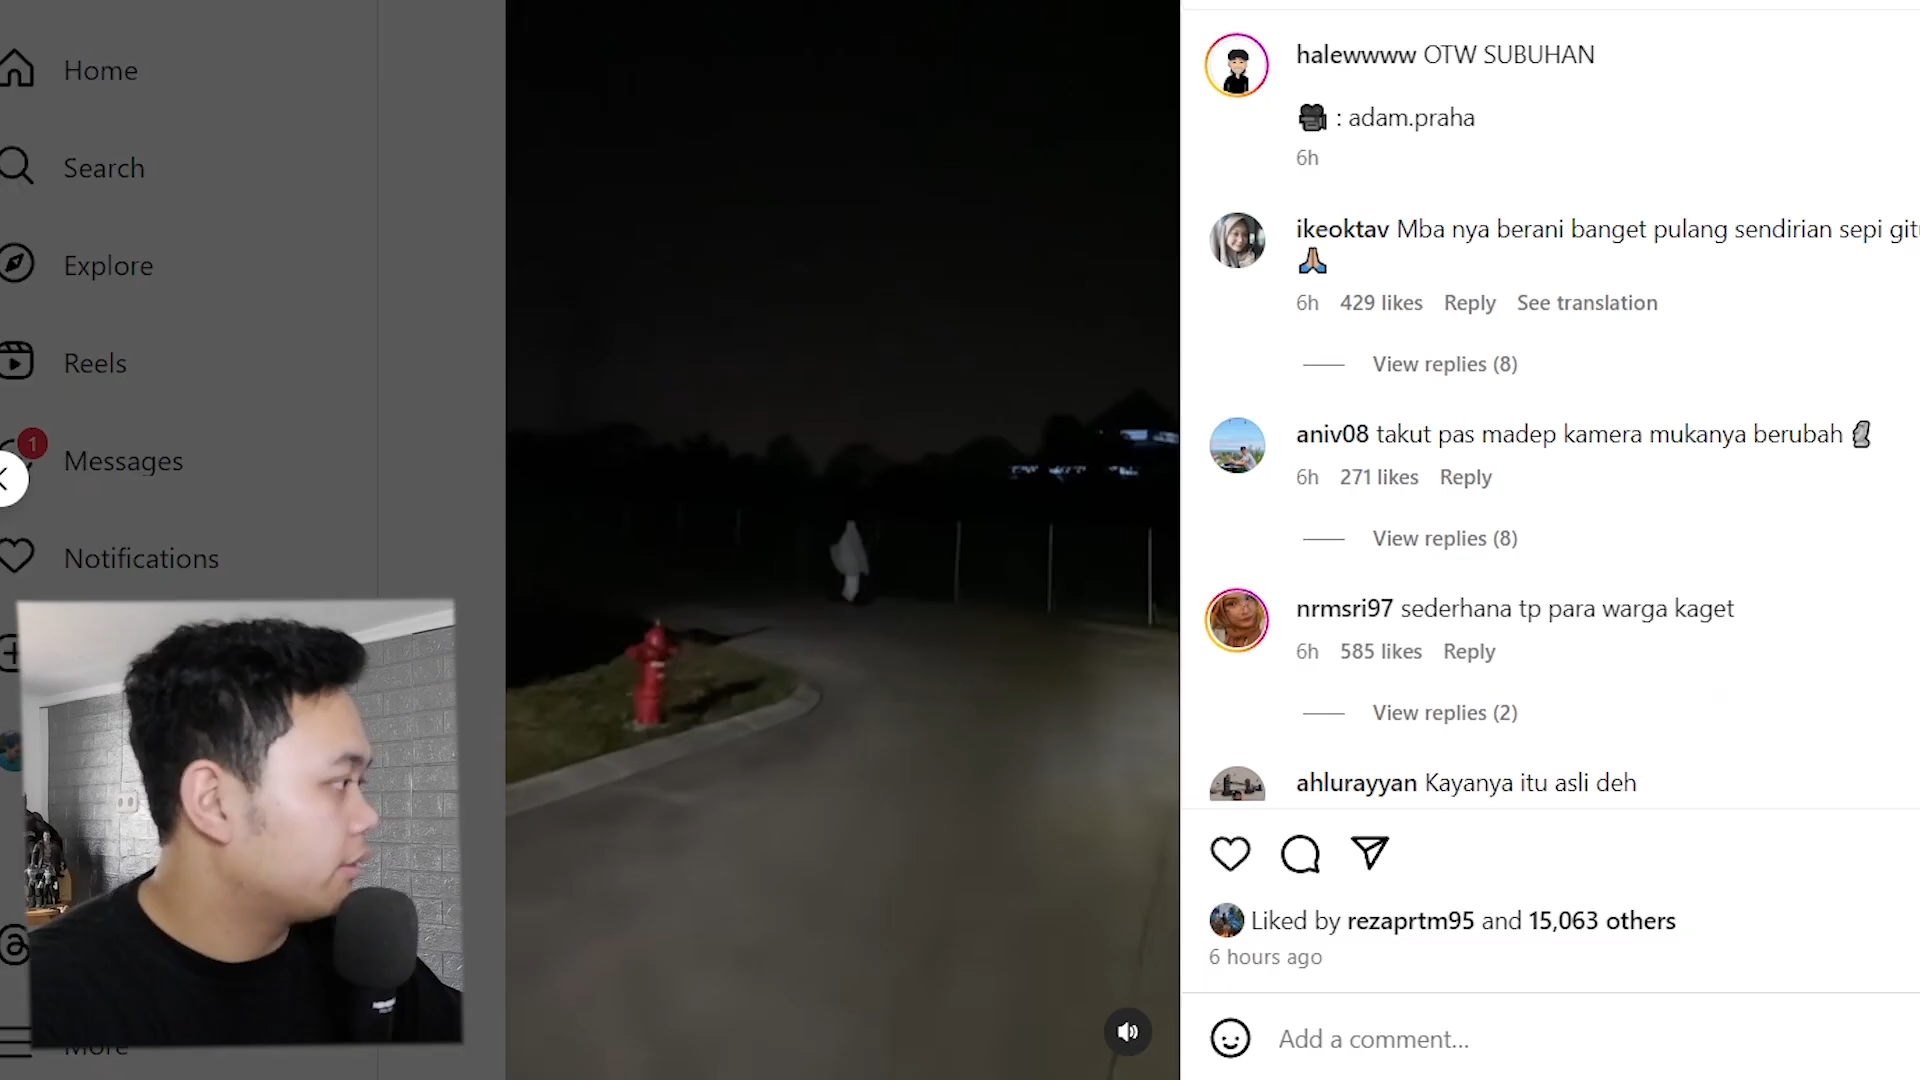 Home
Search
Explore
Reels
1
Messages
Notifications
More
halewwww OTW SUBUHAN
: adam.praha
6h
ikeoktav Mba nya berani banget pulang sendirian sepi gitu
6h 429 likes Reply See translation
View replies (8)
aniv08 takut pas madep kamera mukanya berubah
6h 271 likes Reply
View replies (8)
nrmsri97 sederhana tp para warga kaget
6h 585 likes Reply
View replies (2)
ahlurayyan Kayanya itu asli deh
Liked by rezaprtm95 and 15,063 others
6 hours ago
Add a comment...